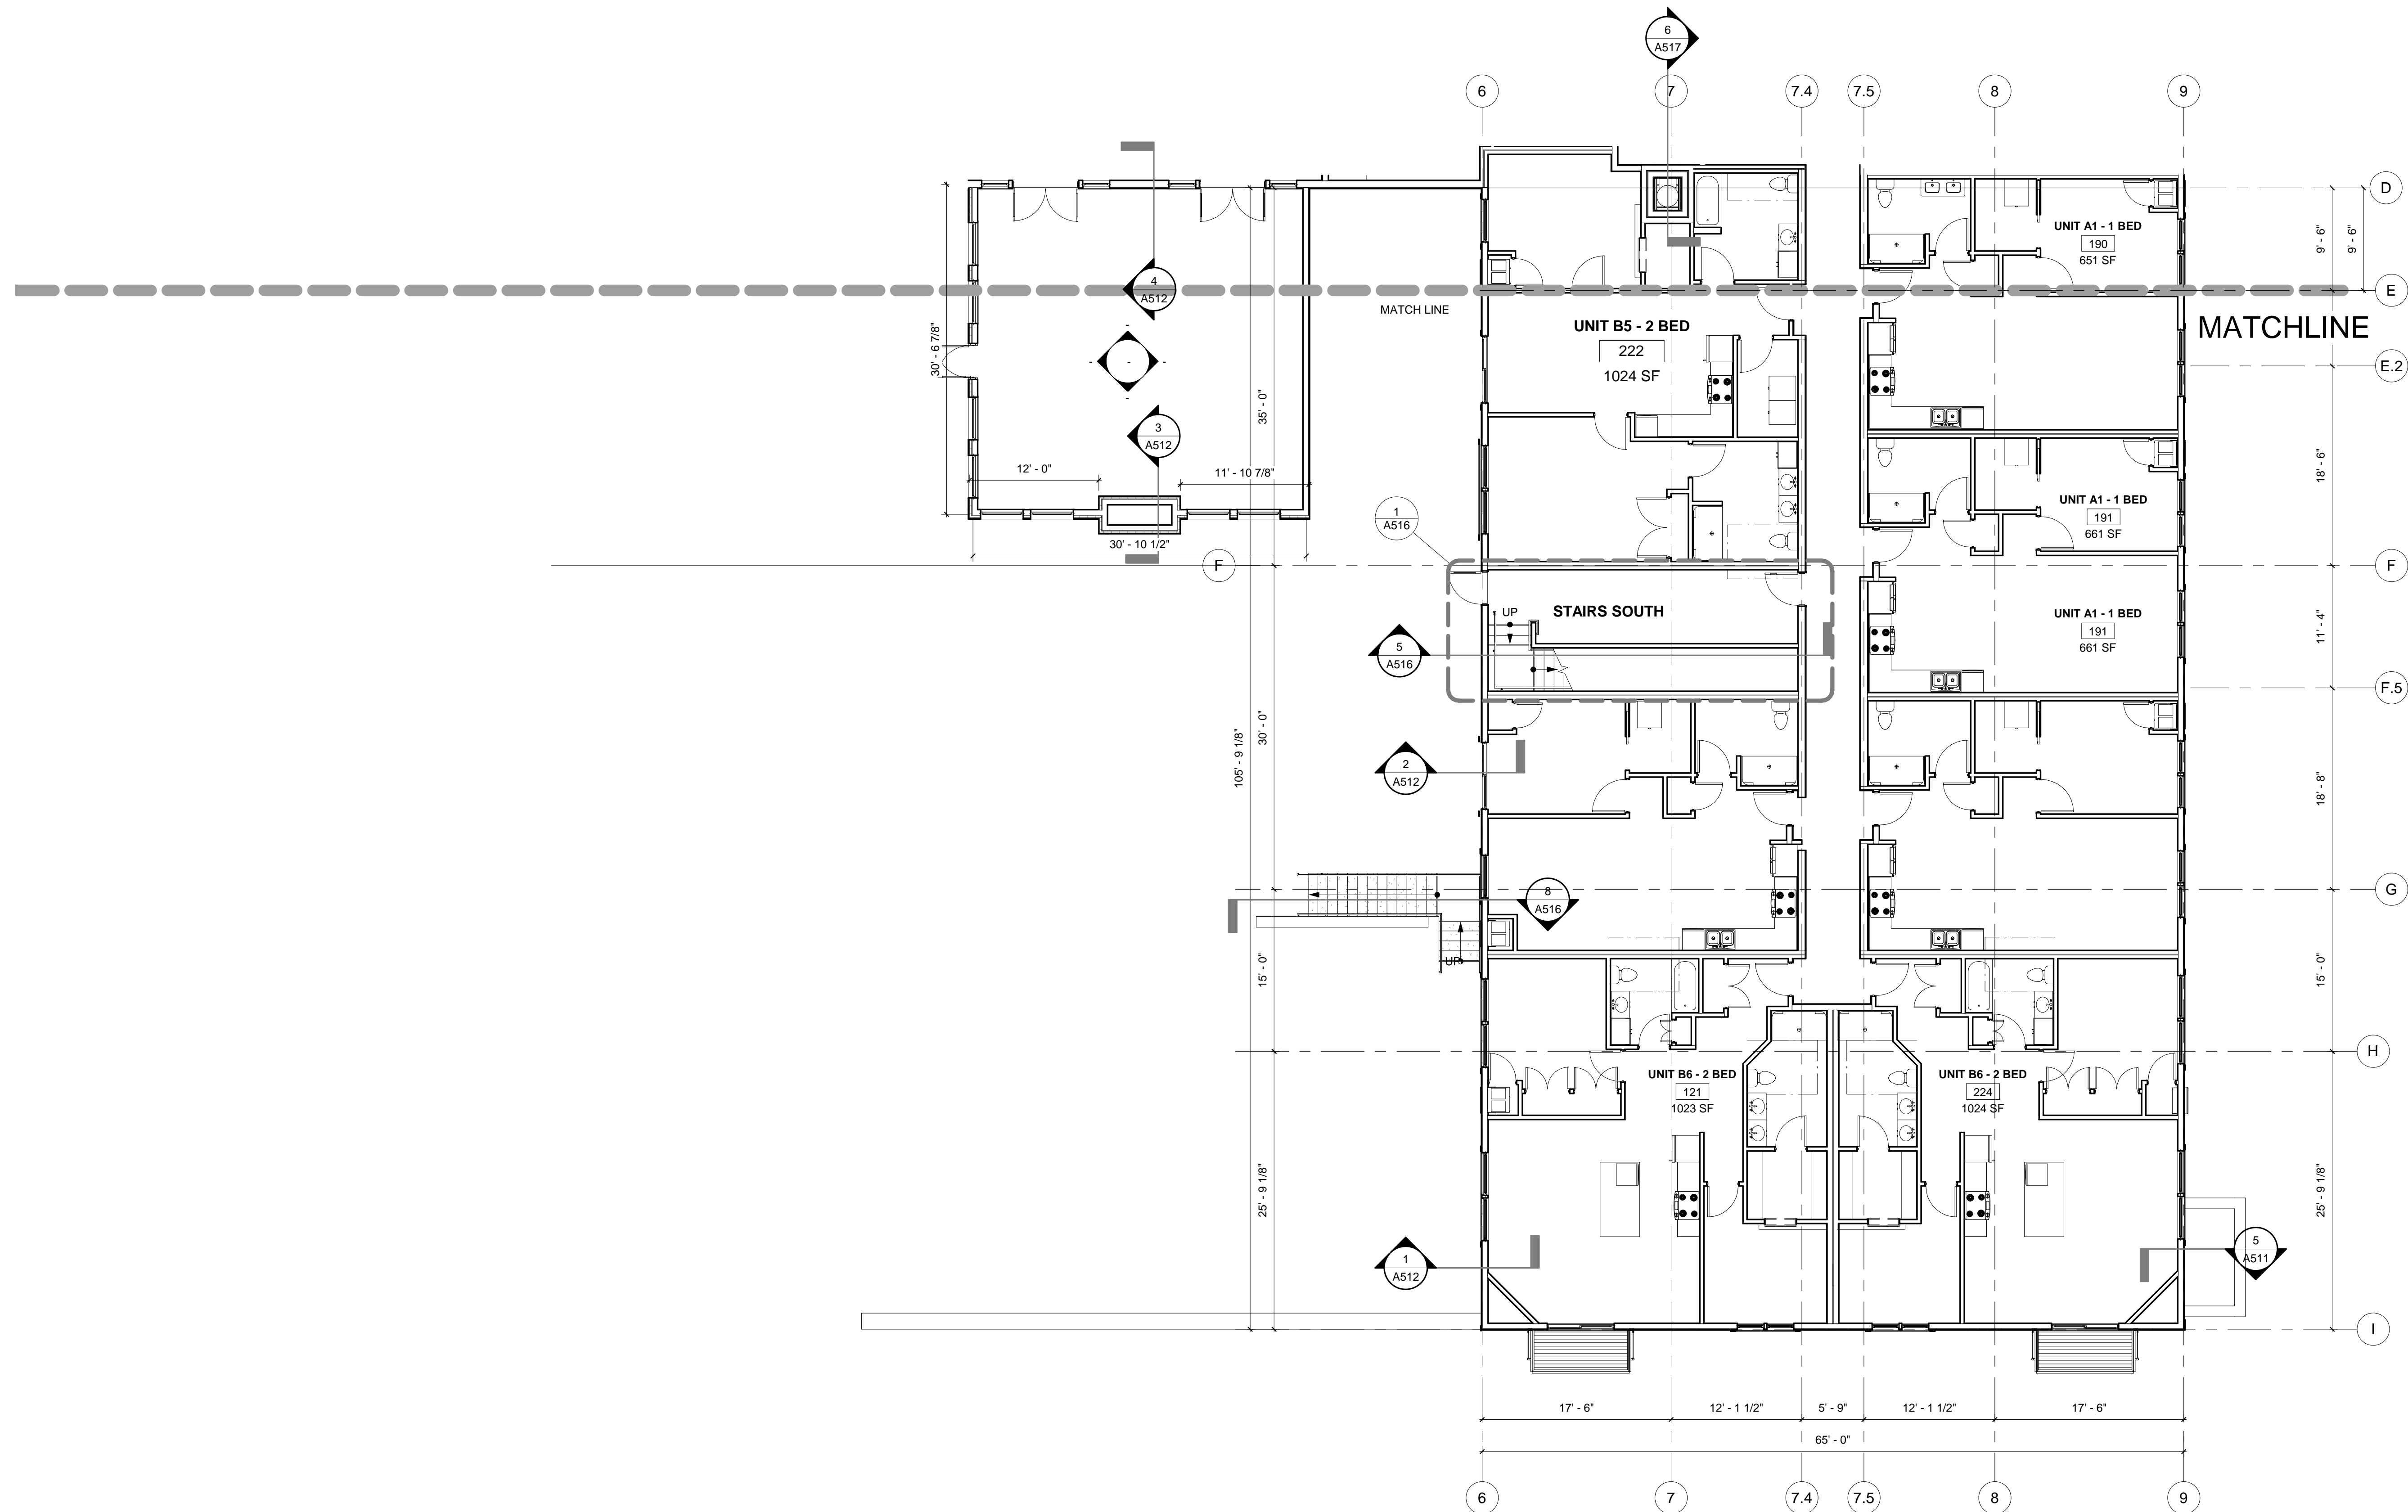 6
A517
6
7
7.4
7.5
8
9
D
UNIT A1 - 1 BED
190
651 SF
9' - 6"
9' - 6"
4
A512
E
MATCH LINE
UNIT B5 - 2 BED
222
1024 SF
MATCHLINE
30' - 6 7/8"
-
-
-
-
-
E.2
35' - 0"
3
A512
12' - 0"
11' - 10 7/8"
18' - 6"
UNIT A1 - 1 BED
191
661 SF
1
A516
30' - 10 1/2"
F
F
UP
STAIRS SOUTH
UNIT A1 - 1 BED
191
661 SF
11' - 4"
5
A516
F.5
105' - 9 1/8"
30' - 0"
2
A512
18' - 8"
8
A516
G
UP
15' - 0"
15' - 0"
H
UNIT B6 - 2 BED
121
1023 SF
UNIT B6 - 2 BED
224
1024 SF
25' - 9 1/8"
25' - 9 1/8"
1
A512
5
A511
I
17' - 6"
12' - 1 1/2"
5' - 9"
12' - 1 1/2"
17' - 6"
65' - 0"
6
7
7.4
7.5
8
9